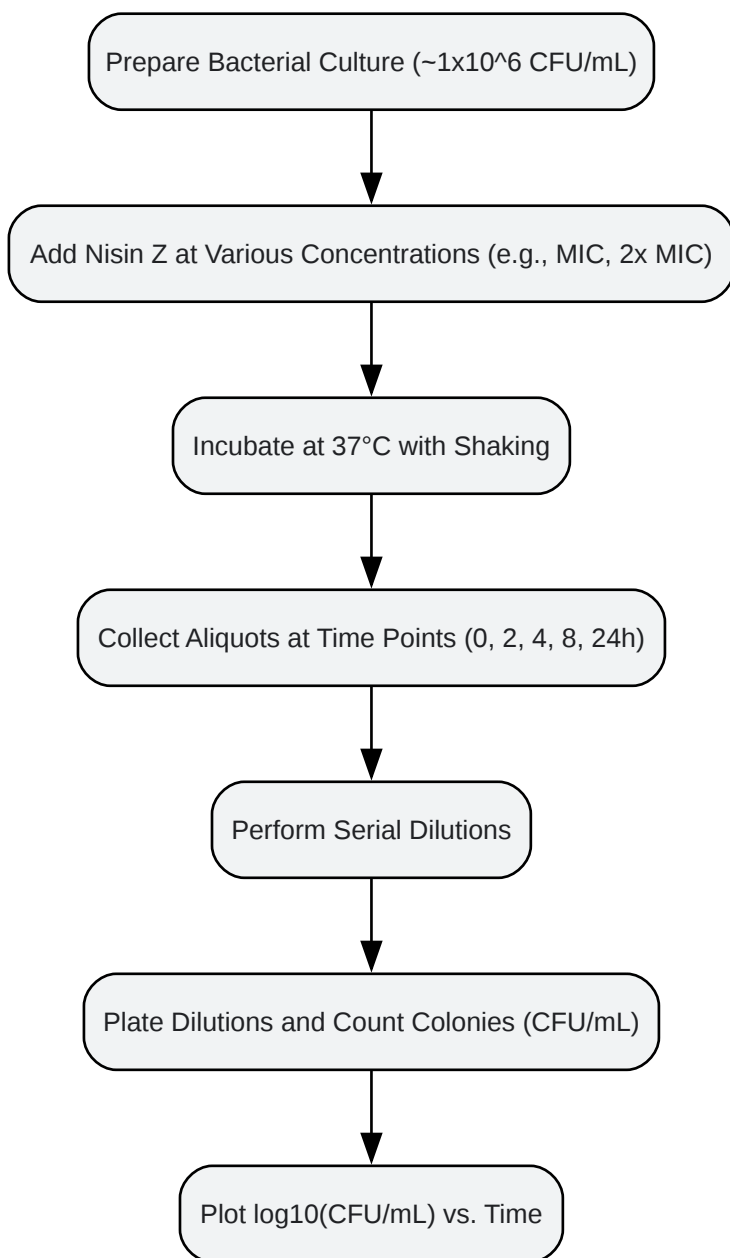 Prepare Bacterial Culture (~1x10^6 CFU/mL)
Add Nisin Z at Various Concentrations (e.g., MIC, 2x MIC)
Incubate at 37°C with Shaking
Collect Aliquots at Time Points (0, 2, 4, 8, 24h)
Perform Serial Dilutions
Plate Dilutions and Count Colonies (CFU/mL)
Plot log10(CFU/mL) vs. Time